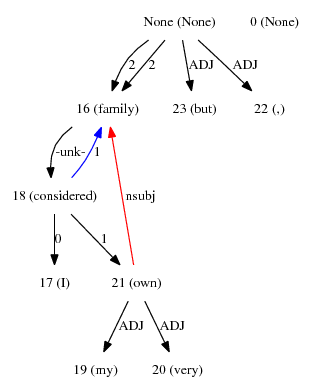 None (None) 0 (None)
2 2 ADJ ADJ
16 (family) 23 (but) 22 (,)
-unk- 1
18 (considered) nsubj
0 1
17 (I) 21 (own)
ADJ ADJ
19 (my) 20 (very)